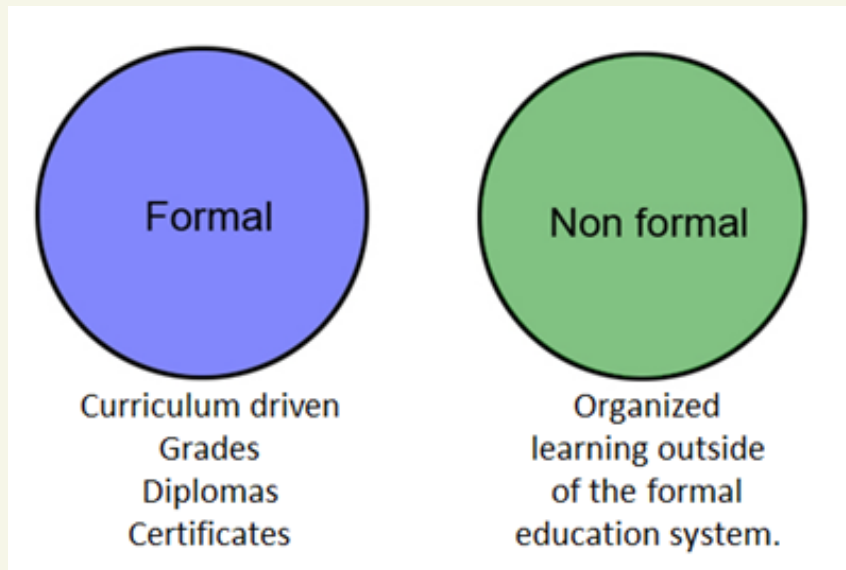 Formal
Curriculum driven
Grades
Diplomas
Certificates
Non formal
Organized
learning outside
of the formal
education system.